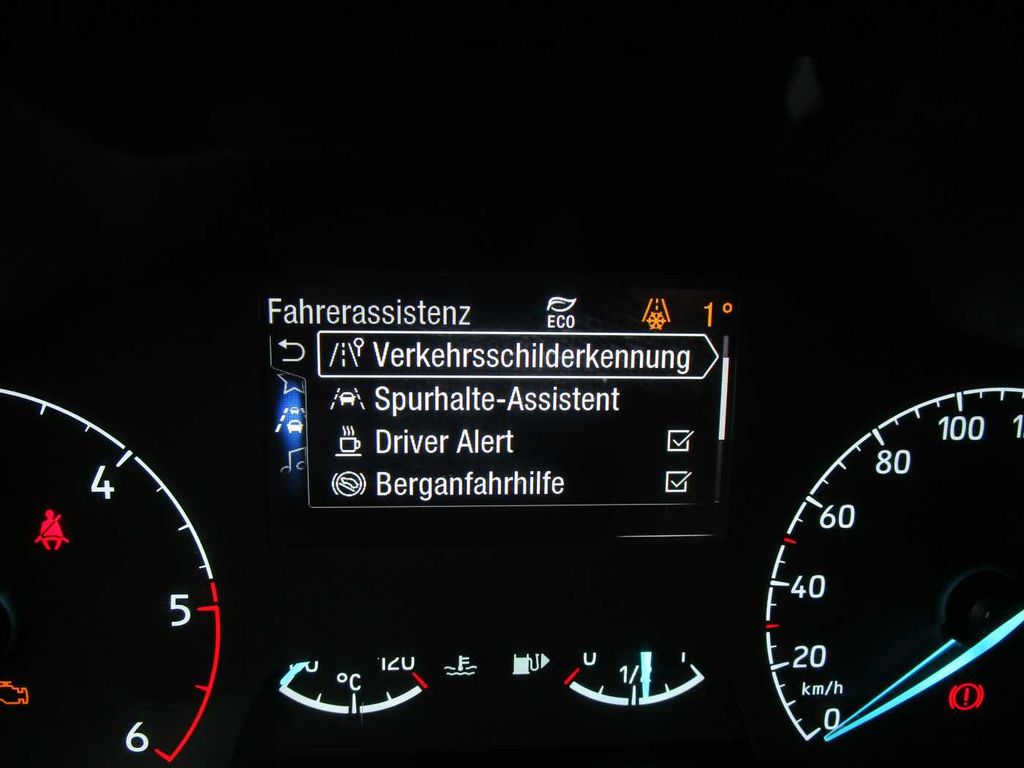 Fahrerassistenz ECO 1°
Verkehrsschilderkennung
Spurhalte-Assistent
Driver Alert
Berganfahrhilfe
4
5
6
°C 120
0 1
100
80
60
40
20
km/h
0